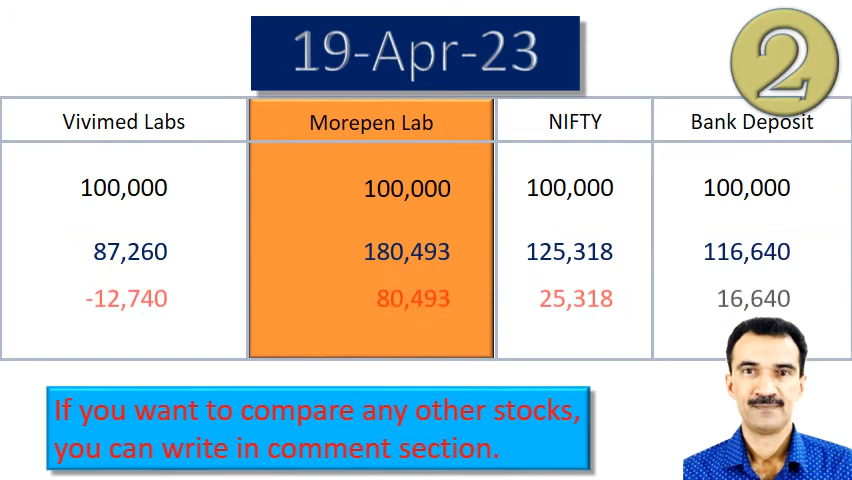 19-Apr-23
2
Vivimed Labs Morepen Lab NIFTY Bank Deposit
100,000 100,000 100,000 100,000
87,260 180,493 125,318 116,640
-12,740 80,493 25,318 16,640
If you want to compare any other stocks,
you can write in comment section.